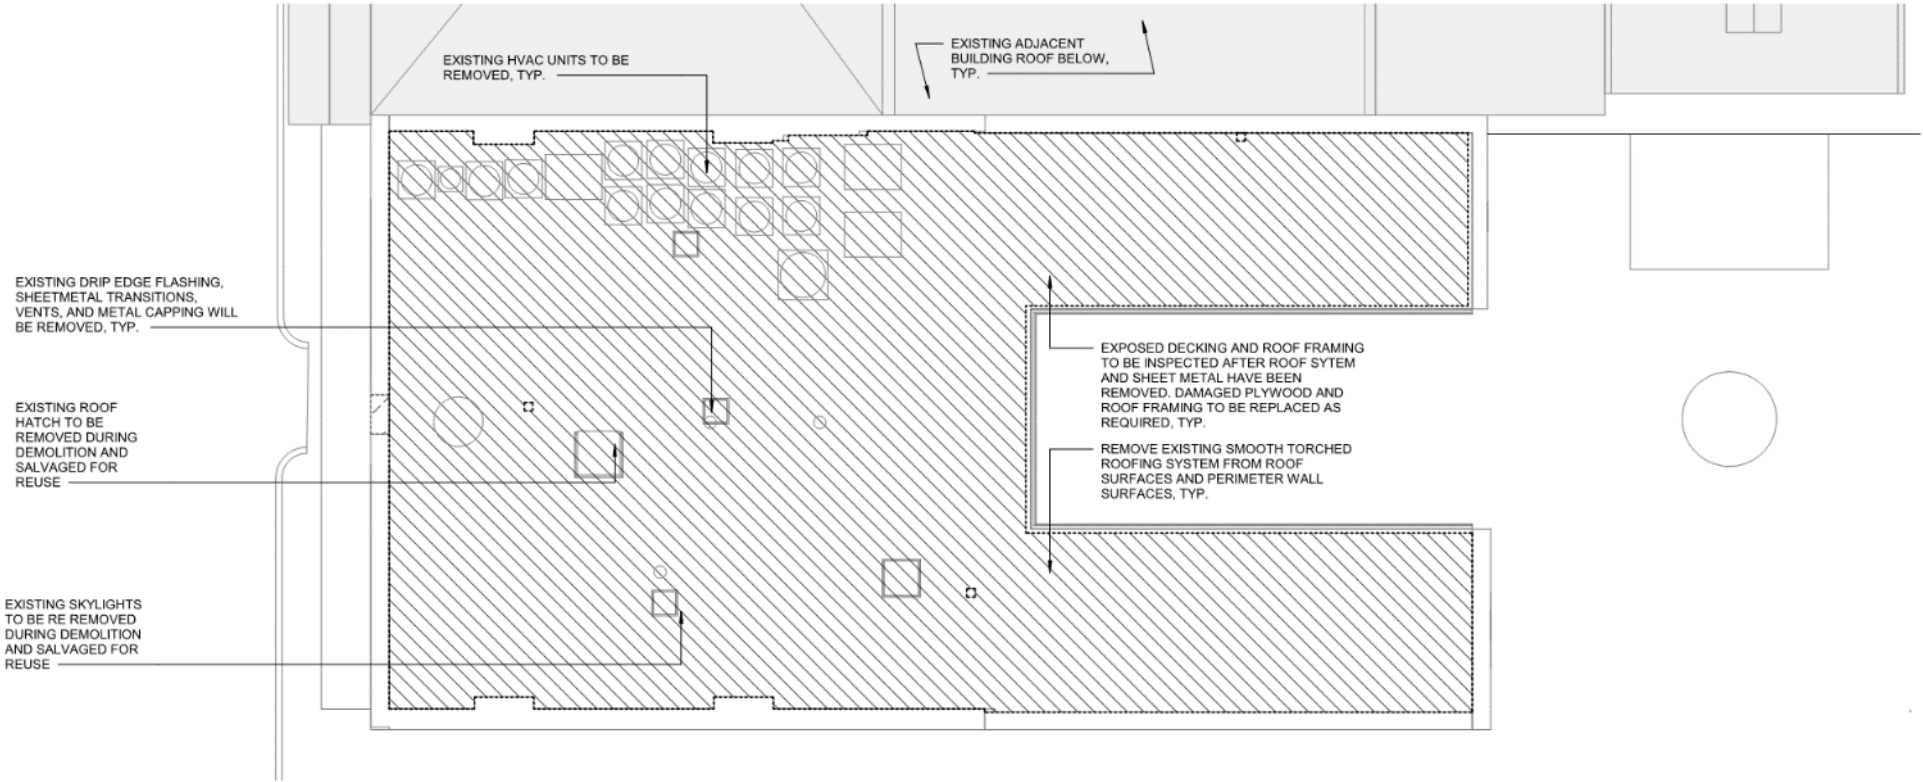 EXISTING HVAC UNITS TO BE
REMOVED, TYP.
EXISTING ADJACENT
BUILDING ROOF BELOW,
TYP.
EXISTING DRIP EDGE FLASHING,
SHEETMETAL TRANSITIONS,
VENTS, AND METAL CAPPING WILL
BE REMOVED, TYP.
EXISTING ROOF
HATCH TO BE
REMOVED DURING
DEMOLITION AND
SALVAGED FOR
REUSE
EXISTING SKYLIGHTS
TO BE RE REMOVED
DURING DEMOLITION
AND SALVAGED FOR
REUSE
EXPOSED DECKING AND ROOF FRAMING
TO BE INSPECTED AFTER ROOF SYTEM
AND SHEET METAL HAVE BEEN
REMOVED. DAMAGED PLYWOOD AND
ROOF FRAMING TO BE REPLACED AS
REQUIRED, TYP.
REMOVE EXISTING SMOOTH TORCHED
ROOFING SYSTEM FROM ROOF
SURFACES AND PERIMETER WALL
SURFACES, TYP.